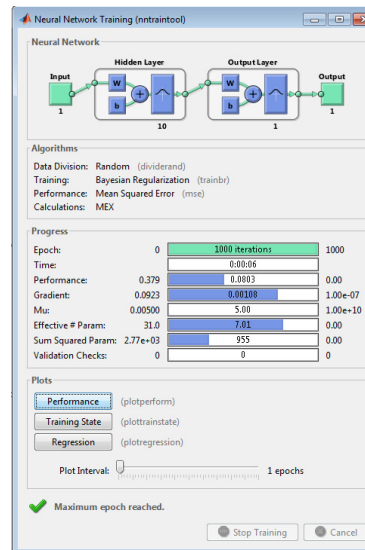 Neural Network Training (nntraintool)
Neural Network
Hidden Layer Output Layer
Input Output
W W
+ +
b b
1 10 1 1
Algorithms
Data Division: Random (dividerand)
Training: Bayesian Regularization (trainbr)
Performance: Mean Squared Error (mse)
Calculations: MEX
Progress
Epoch: 0 1000 iterations 1000
Time: 0:00:06
Performance: 0.379 0.0803 0.00
Gradient: 0.0923 0.00108 1.00e-07
Mu: 0.00500 5.00 1.00e+10
Effective # Param: 31.0 7.01 0.00
Sum Squared Param: 2.77e+03 955 0.00
Validation Checks: 0 0 0
Plots
Performance (plotperform)
Training State (plottrainstate)
Regression (plotregression)
Plot Interval: 1 epochs
Maximum epoch reached.
Stop Training Cancel